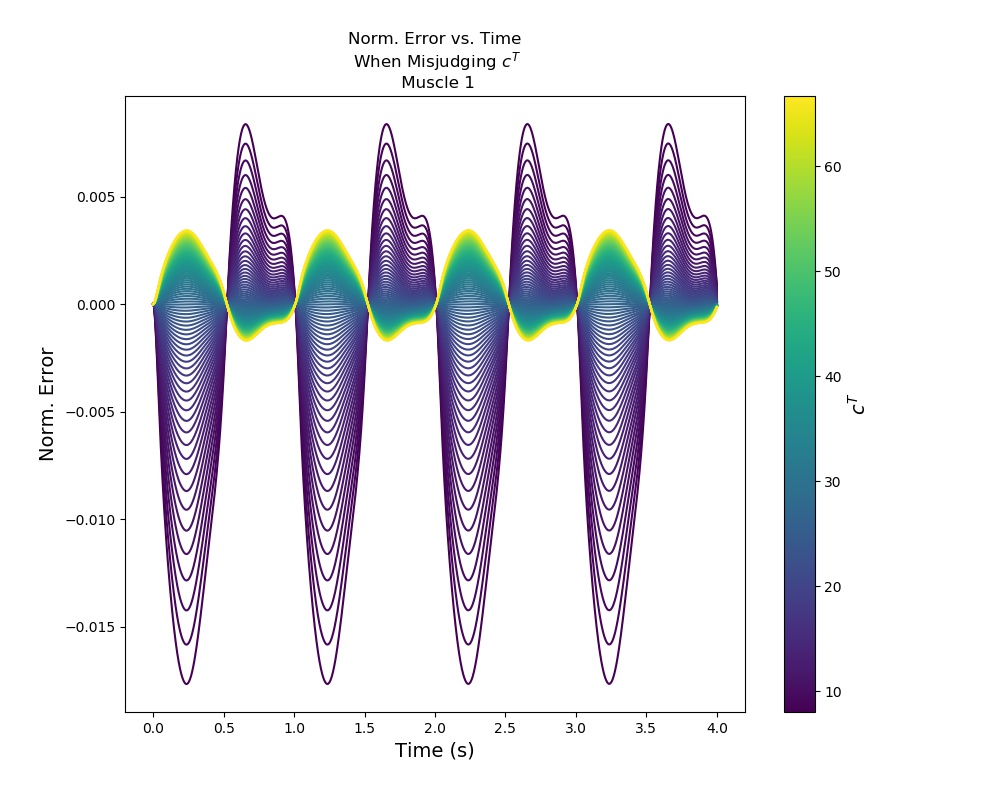 Norm. Error vs. Time
When Misjudging c^T
Muscle 1
Norm. Error
0.005
0.000
−0.005
−0.010
−0.015
0.0 0.5 1.0 1.5 2.0 2.5 3.0 3.5 4.0
Time (s)
60
50
40
30
20
10
c^T